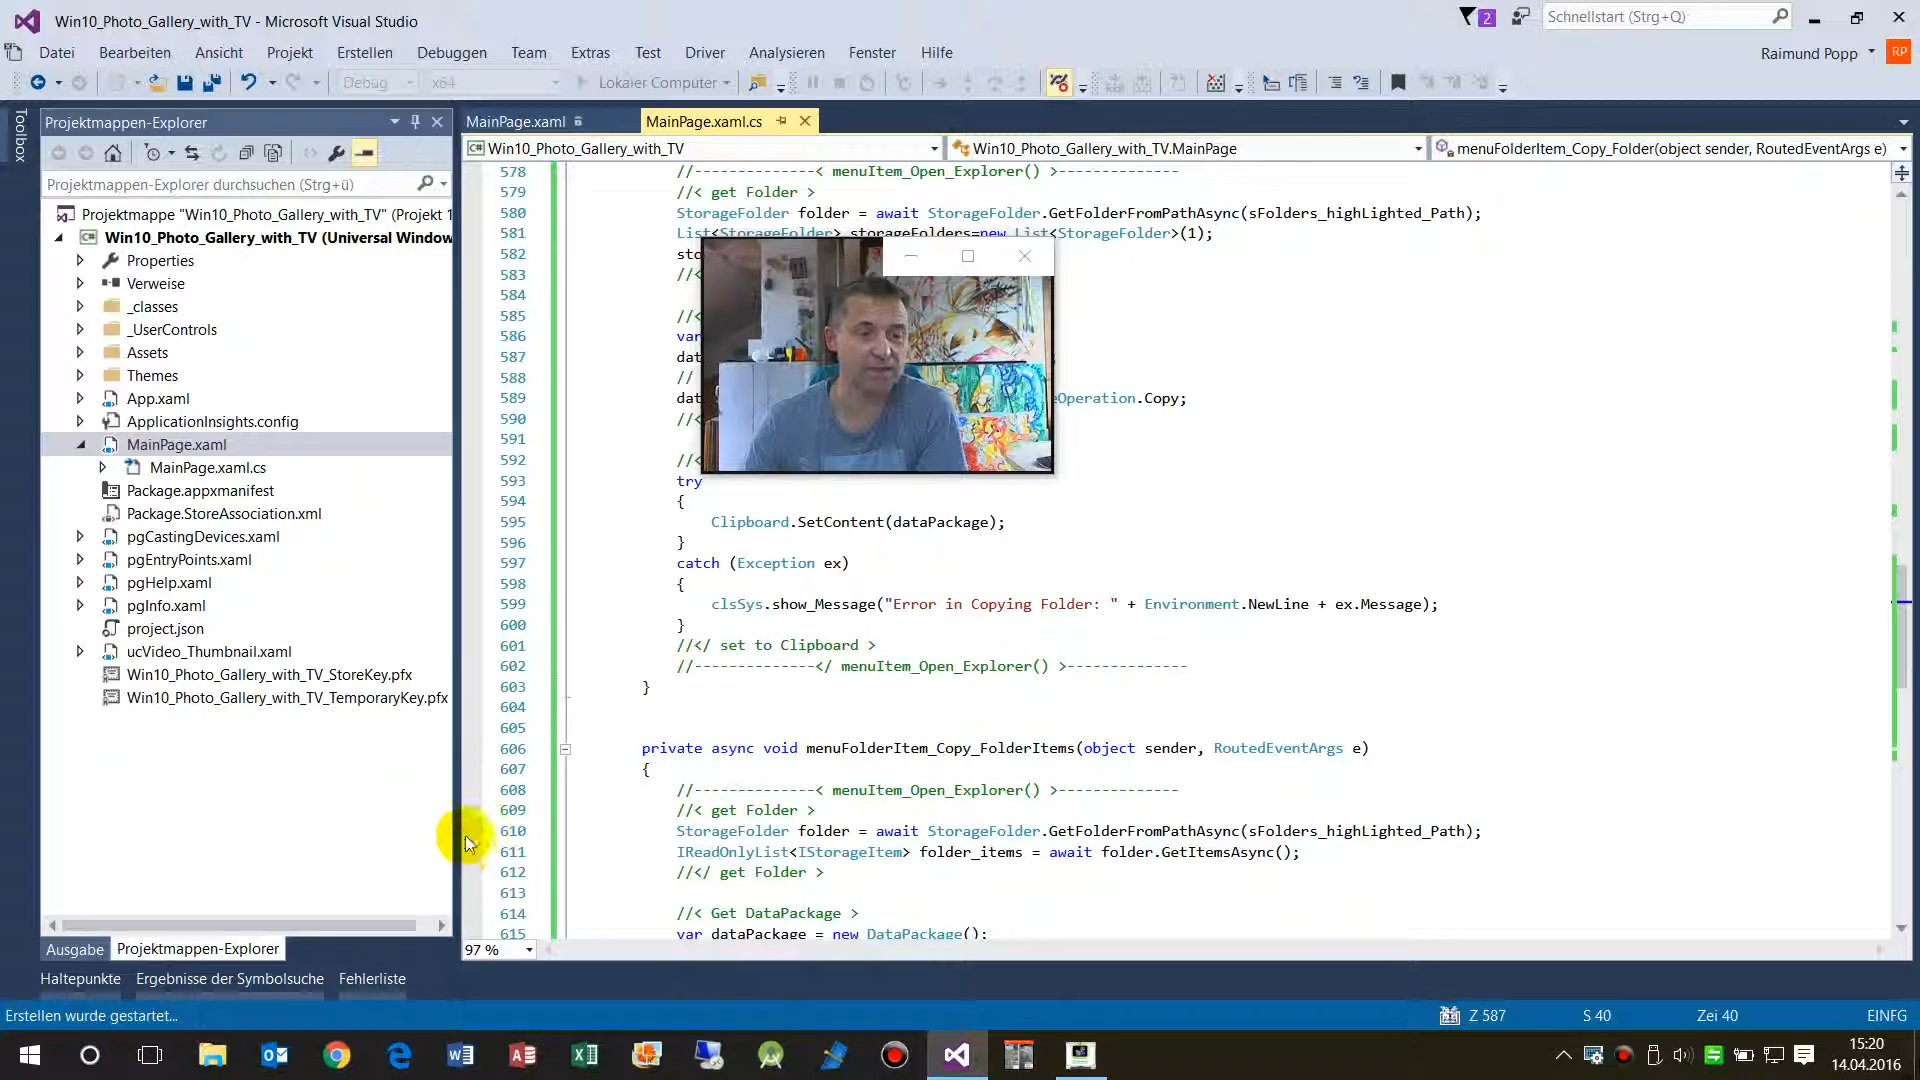 Win10_Photo_Gallery_with_TV - Microsoft Visual Studio
2
Schnellstart (Strg+Q)
Datei Bearbeiten Ansicht Projekt Erstellen Debuggen Team Extras Test Driver Analysieren Fenster Hilfe
Raimund Popp
RP
Debug x64 Lokaler Computer
Toolbox
Projektmappen-Explorer
Projektmappen-Explorer durchsuchen (Strg+ü)
Projektmappe "Win10_Photo_Gallery_with_TV" (Projekt 1
Win10_Photo_Gallery_with_TV (Universal Window
Properties
Verweise
_classes
_UserControls
Assets
Themes
App.xaml
ApplicationInsights.config
MainPage.xaml
MainPage.xaml.cs
Package.appxmanifest
Package.StoreAssociation.xml
pgCastingDevices.xaml
pgEntryPoints.xaml
pgHelp.xaml
pgInfo.xaml
project.json
ucVideo_Thumbnail.xaml
Win10_Photo_Gallery_with_TV_StoreKey.pfx
Win10_Photo_Gallery_with_TV_TemporaryKey.pfx
Ausgabe Projektmappen-Explorer
MainPage.xaml MainPage.xaml.cs
Win10_Photo_Gallery_with_TV Win10_Photo_Gallery_with_TV.MainPage menuFolderItem_Copy_Folder(object sender, RoutedEventArgs e)
578 //--------------< menuItem_Open_Explorer() >--------------
579 //< get Folder >
580 StorageFolder folder = await StorageFolder.GetFolderFromPathAsync(sFolders_highLighted_Path);
581 List<StorageFolder> storageFolders=new List<StorageFolder>(1);
582 sto
583 //<
584
585 //<
586 var
587 dat
588 //
589 dat eOperation.Copy;
590 //<
591
592 //<
593 try
594 {
595 Clipboard.SetContent(dataPackage);
596 }
597 catch (Exception ex)
598 {
599 clsSys.show_Message("Error in Copying Folder: " + Environment.NewLine + ex.Message);
600 }
601 //</ set to Clipboard >
602 //--------------</ menuItem_Open_Explorer() >--------------
603 }
604
605
606 private async void menuFolderItem_Copy_FolderItems(object sender, RoutedEventArgs e)
607 {
608 //--------------< menuItem_Open_Explorer() >--------------
609 //< get Folder >
610 StorageFolder folder = await StorageFolder.GetFolderFromPathAsync(sFolders_highLighted_Path);
611 IReadOnlyList<IStorageItem> folder_items = await folder.GetItemsAsync();
612 //</ get Folder >
613
614 //< Get DataPackage >
615 var dataPackage = new DataPackage();
97 %
Haltepunkte Ergebnisse der Symbolsuche Fehlerliste
Erstellen wurde gestartet... Z 587 S 40 Zei 40 EINFG
15:20
14.04.2016